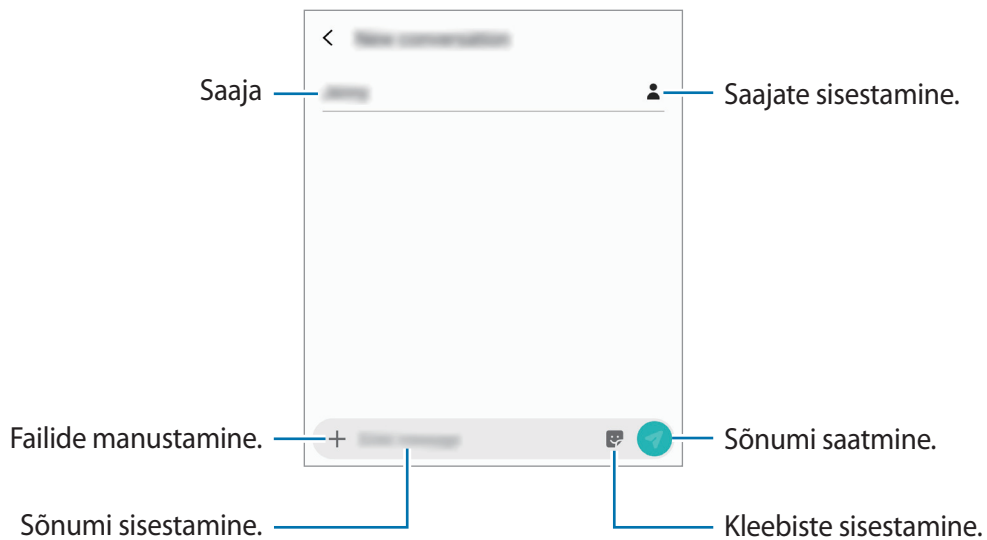 Saaja
Saajate sisestamine.
Failide manustamine.
Sõnumi saatmine.
Sõnumi sisestamine.
Kleebiste sisestamine.